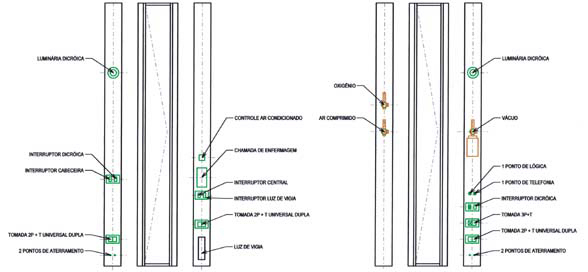 LUMINÁRIA DICRÓICA
CONTROLE AR CONDICIONADO
CHAMADA DE ENFERMAGEM
INTERRUPTOR DICRÓICA
INTERRUPTOR CABECEIRA
INTERRUPTOR CENTRAL
INTERRUPTOR LUZ DE VIGIA
TOMADA 2P + T UNIVERSAL DUPLA
TOMADA 2P + T UNIVERSAL DUPLA
LUZ DE VIGIA
2 PONTOS DE ATERRAMENTO
LUMINÁRIA DICRÓICA
OXIGÊNIO
AR COMPRIMIDO
VÁCUO
1 PONTO DE LÓGICA
1 PONTO DE TELEFONIA
INTERRUPTOR DICRÓICA
TOMADA 3P+T
TOMADA 2P + T UNIVERSAL DUPLA
2 PONTOS DE ATERRAMENTO